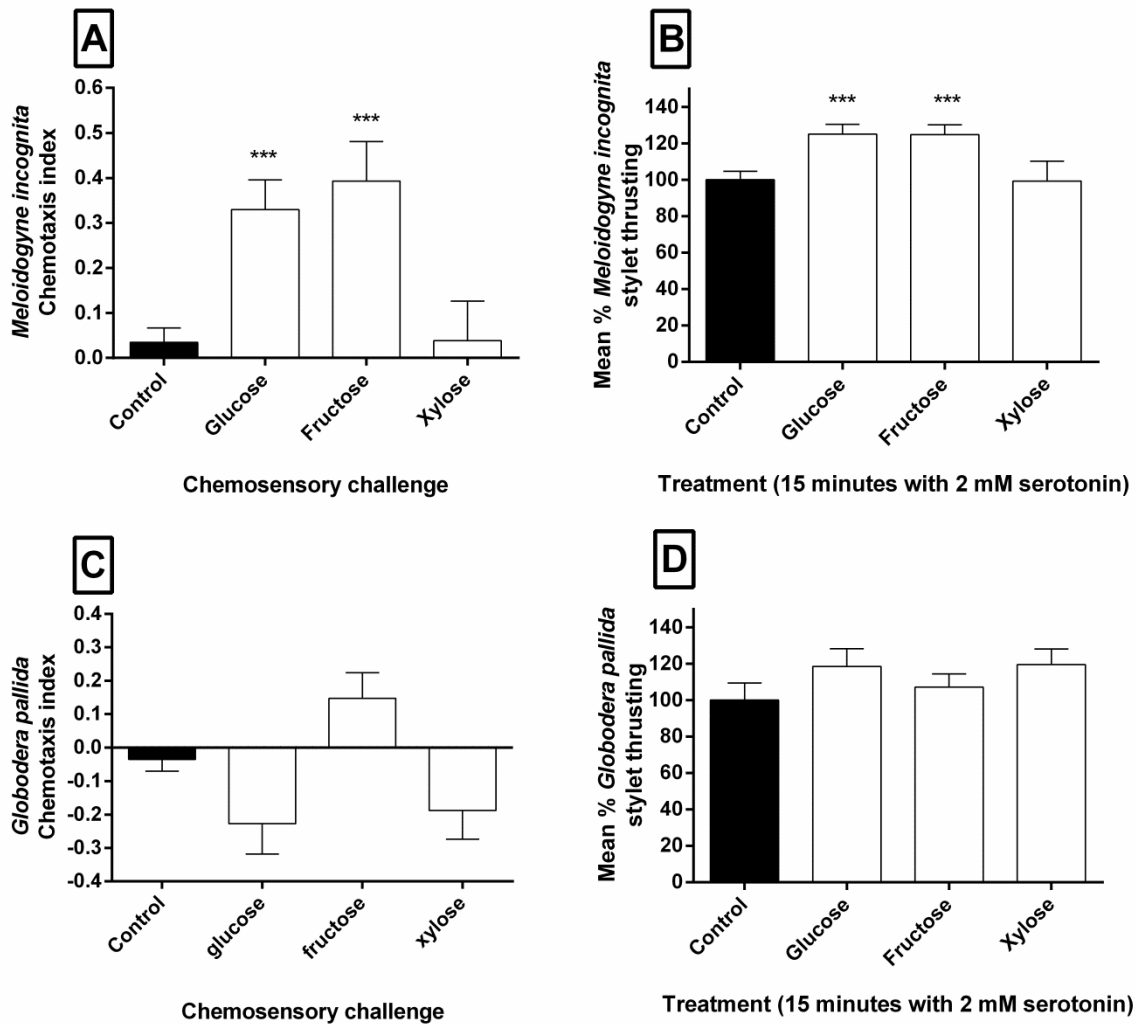 A
Meloidogyne incognita
Chemotaxis index
0.6
0.5
0.4
0.3
0.2
0.1
0.0
***
***
Control
Glucose
Fructose
Xylose
Chemosensory challenge
B
Mean % Meloidogyne incognita
stylet thrusting
140
120
100
80
60
40
20
0
***
***
Control
Glucose
Fructose
Xylose
Treatment (15 minutes with 2 mM serotonin)
C
Globodera pallida
Chemotaxis index
0.4
0.3
0.2
0.1
0.0
-0.1
-0.2
-0.3
-0.4
Control
glucose
fructose
xylose
Chemosensory challenge
D
Mean % Globodera pallida
stylet thrusting
140
120
100
80
60
40
20
0
Control
Glucose
Fructose
Xylose
Treatment (15 minutes with 2 mM serotonin)